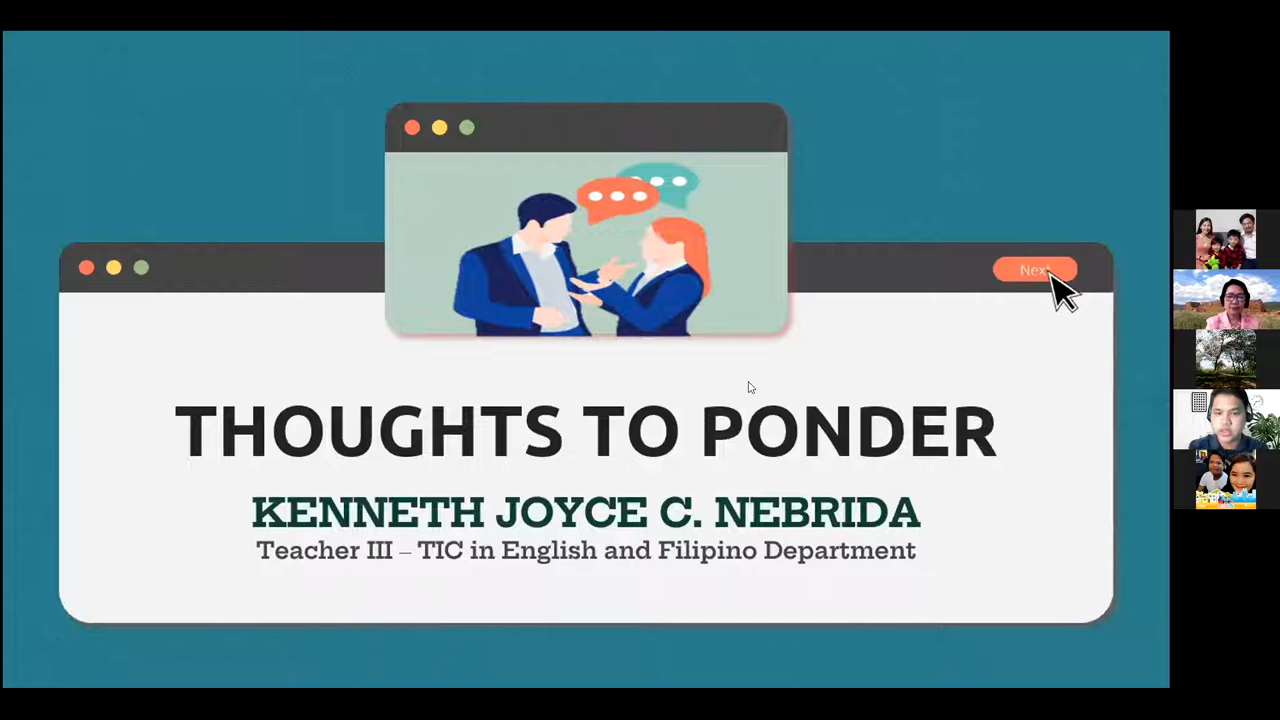 Next
THOUGHTS TO PONDER
KENNETH JOYCE C. NEBRIDA
Teacher III – TIC in English and Filipino Department